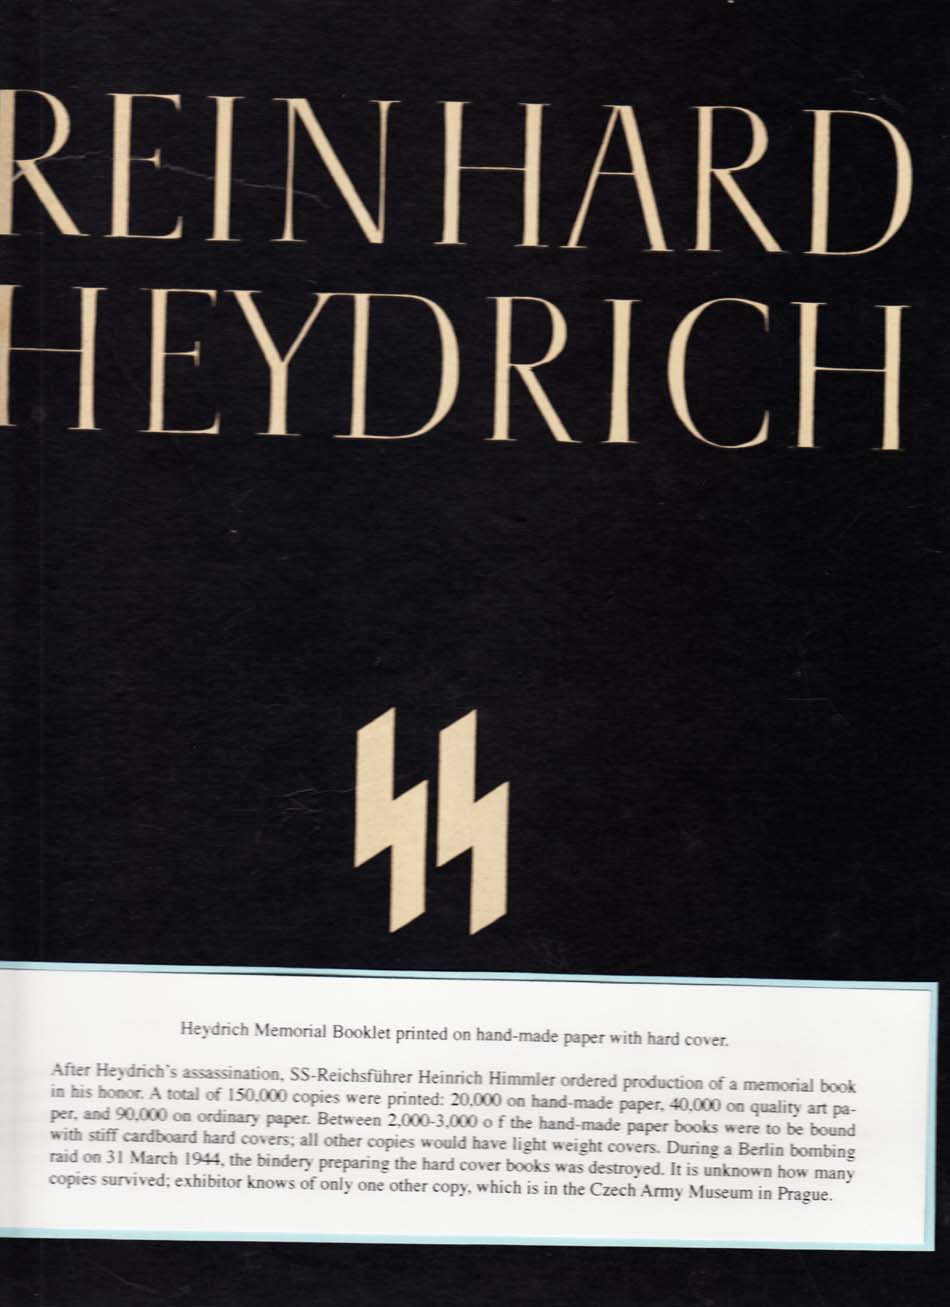 REINHARD
HEYDRICH
SS
Heydrich Memorial Booklet printed on hand-made paper with hard cover.
After Heydrich's assassination, SS-Reichsführer Heinrich Himmler ordered production of a memorial book
in his honor. A total of 150,000 copies were printed: 20,000 on hand-made paper, 40,000 on quality art pa-
per, and 90,000 on ordinary paper. Between 2,000-3,000 o f the hand-made paper books were to be bound
with stiff cardboard hard covers; all other copies would have light weight covers. During a Berlin bombing
raid on 31 March 1944, the bindery preparing the hard cover books was destroyed. It is unknown how many
copies survived; exhibitor knows of only one other copy, which is in the Czech Army Museum in Prague.